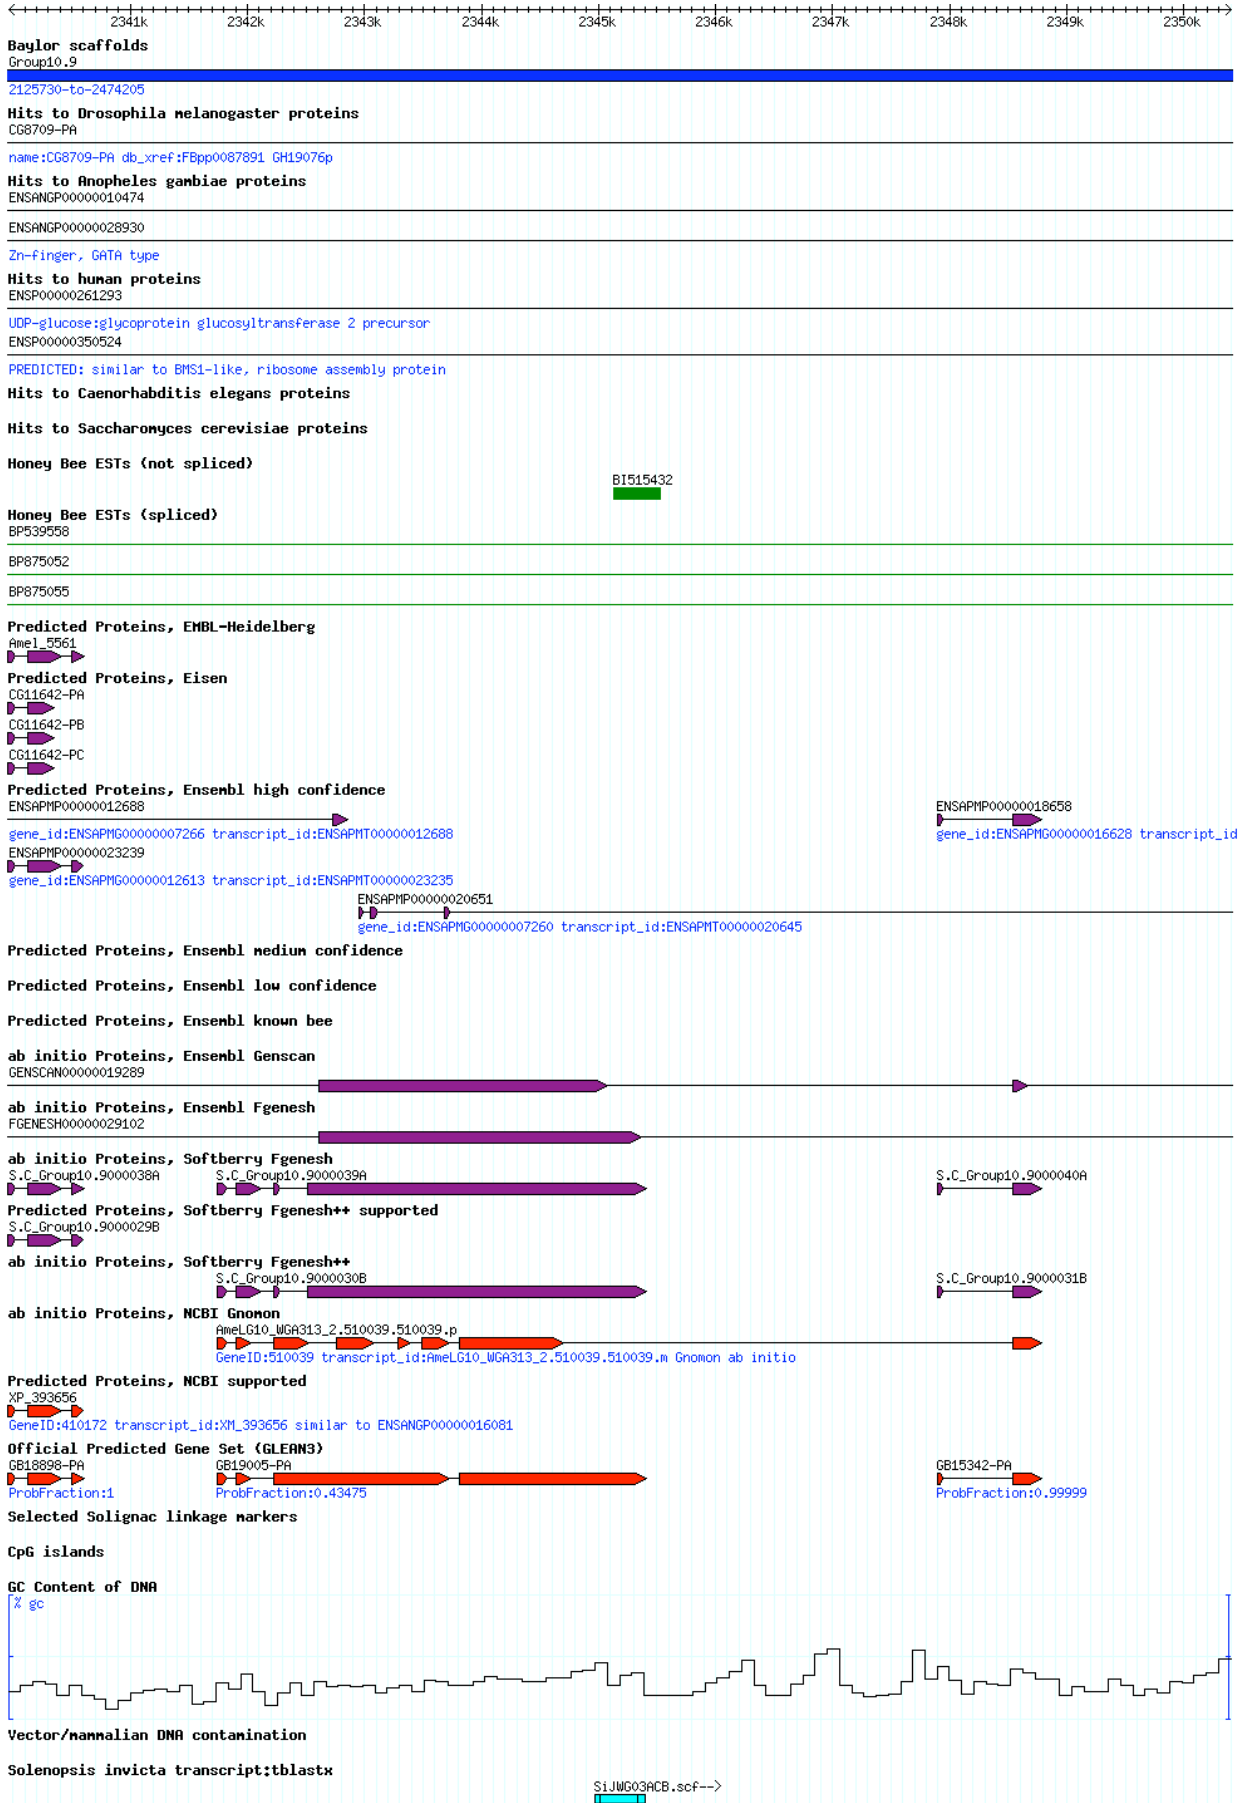 2341k 2342k 2343k 2344k 2345k 2346k 2347k 2348k 2349k 2350k
Baylor scaffolds
Group10.9
2125730-to-2474205
Hits to Drosophila melanogaster proteins
CG8709-PA
name:CG8709-PA db_xref:FBpp0087891 GH19076p
Hits to Anopheles gambiae proteins
ENSANGP00000010474
ENSANGP00000028930
Zn-finger, GATA type
Hits to human proteins
ENSP00000261293
UDP-glucose:glycoprotein glucosyltransferase 2 precursor
ENSP00000350524
PREDICTED: similar to BMS1-like, ribosome assembly protein
Hits to Caenorhabditis elegans proteins
Hits to Saccharomyces cerevisiae proteins
Honey Bee ESTs (not spliced)
BI515432
Honey Bee ESTs (spliced)
BP539558
BP875052
BP875055
Predicted Proteins, EMBL-Heidelberg
Amel_5561
Predicted Proteins, Eisen
CG11642-PA
CG11642-PB
CG11642-PC
Predicted Proteins, Ensembl high confidence
ENSAPMP00000012688 ENSAPMP00000018658
gene_id:ENSAPMG00000007266 transcript_id:ENSAPMT00000012688 gene_id:ENSAPMG00000016628 transcript_id
ENSAPMP00000023239
gene_id:ENSAPMG00000012613 transcript_id:ENSAPMT00000023235
ENSAPMP00000020651
gene_id:ENSAPMG00000007260 transcript_id:ENSAPMT00000020645
Predicted Proteins, Ensembl medium confidence
Predicted Proteins, Ensembl low confidence
Predicted Proteins, Ensembl known bee
ab initio Proteins, Ensembl Genscan
GENSCAN00000019289
ab initio Proteins, Ensembl Fgenesh
FGENESH00000029102
ab initio Proteins, Softberry Fgenesh
S.C_Group10.9000038A S.C_Group10.9000039A S.C_Group10.9000040A
Predicted Proteins, Softberry Fgenesh++ supported
S.C_Group10.9000029B
ab initio Proteins, Softberry Fgenesh++
S.C_Group10.9000030B S.C_Group10.9000031B
ab initio Proteins, NCBI Gnomon
AmeLG10_WGA313_2.510039.510039.p
GeneID:510039 transcript_id:AmeLG10_WGA313_2.510039.510039.m Gnomon ab initio
Predicted Proteins, NCBI supported
XP_393656
GeneID:410172 transcript_id:XM_393656 similar to ENSANGP00000016081
Official Predicted Gene Set (GLEAN3)
GB18898-PA GB19005-PA GB15342-PA
ProbFraction:1 ProbFraction:0.43475 ProbFraction:0.99999
Selected Solignac linkage markers
CpG islands
GC Content of DNA
% gc
Vector/mammalian DNA contamination
Solenopsis invicta transcript:tblastx
SiJWG03ACB.scf-->